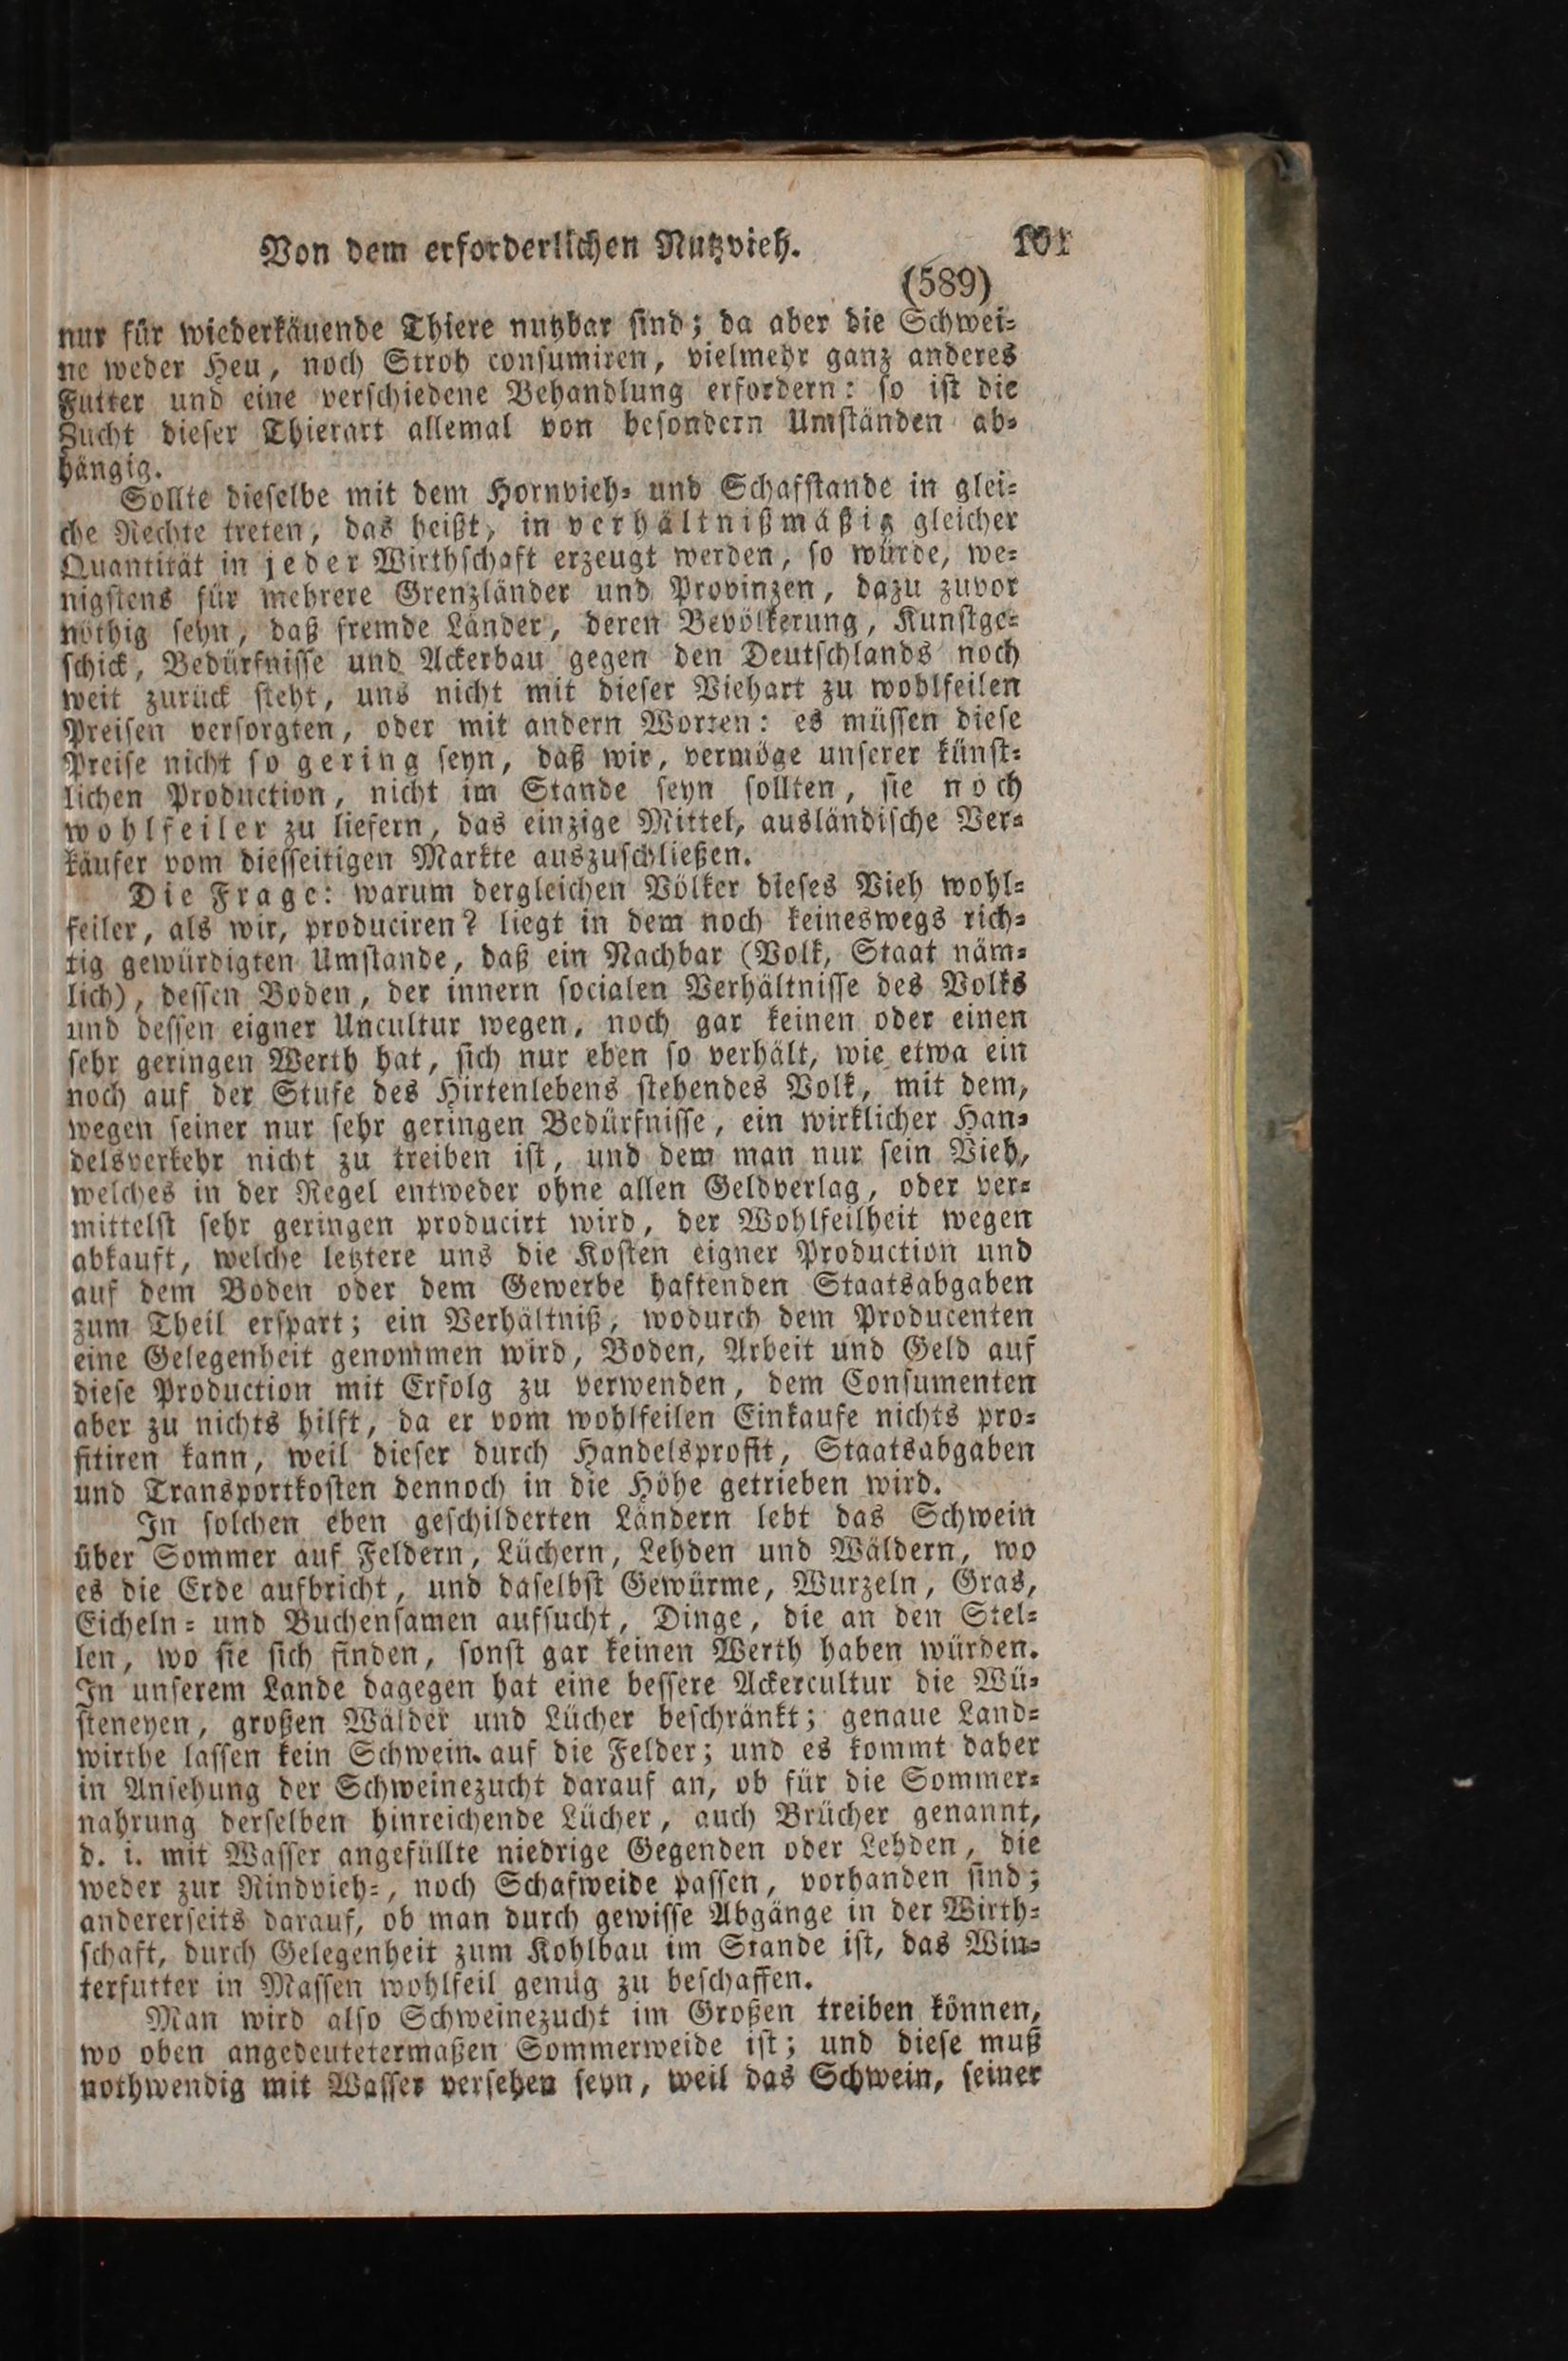 Von dem erforderlichen Nutzvieh. 101
(589)
nur für wiederkäuende Thiere nutzbar sind; da aber die Schwei-
ne weder Heu, noch Stroh consumiren, vielmehr ganz anderes
Futter und eine verschiedene Behandlung erfordern: so ist die
Zucht dieser Thierart allemal von besondern Umständen ab-
hängig.
Sollte dieselbe mit dem Hornvieh- und Schafstande in glei-
che Rechte treten, das heißt, in verhältnißmäßig gleicher
Quantität in jeder Wirthschaft erzeugt werden, so würde, we-
nigstens für mehrere Grenzländer und Provinzen, dazu zuvor
nöthig seyn, daß fremde Länder, deren Bevölkerung, Kunstge-
schick, Bedürfnisse und Ackerbau gegen den Deutschlands noch
weit zurück steht, uns nicht mit dieser Viehart zu wohlfeilen
Preisen versorgten, oder mit andern Worten: es müssen diese
Preise nicht so gering seyn, daß wir, vermöge unserer künst-
lichen Production, nicht im Stande seyn sollten, sie noch
wohlfeiler zu liefern, das einzige Mittel, ausländische Ver-
käufer vom diesseitigen Markte auszuschließen.
Die Frage: warum dergleichen Völker dieses Vieh wohl-
feiler, als wir, produciren? liegt in dem noch keineswegs rich-
tig gewürdigten Umstande, daß ein Nachbar (Volk, Staat näm-
lich), dessen Boden, der innern socialen Verhältnisse des Volks
und dessen eigner Uncultur wegen, noch gar keinen oder einen
sehr geringen Werth hat, sich nur eben so verhält, wie etwa ein
noch auf der Stufe des Hirtenlebens stehendes Volk, mit dem,
wegen seiner nur sehr geringen Bedürfnisse, ein wirklicher Han-
delsverkehr nicht zu treiben ist, und dem man nur sein Vieh,
welches in der Regel entweder ohne allen Geldverlag, oder ver-
mittelst sehr geringen producirt wird, der Wohlfeilheit wegen
abkauft, welche letztere uns die Kosten eigner Production und
auf dem Boden oder dem Gewerbe haftenden Staatsabgaben
zum Theil erspart; ein Verhältniß, wodurch dem Producenten
eine Gelegenheit genommen wird, Boden, Arbeit und Geld auf
diese Production mit Erfolg zu verwenden, dem Consumenten
aber zu nichts hilft, da er vom wohlfeilen Einkaufe nichts pro-
fitiren kann, weil dieser durch Handelsprofit, Staatsabgaben
und Transportkosten dennoch in die Höhe getrieben wird.
In solchen eben geschilderten Ländern lebt das Schwein
über Sommer auf Feldern, Lüchern, Lehden und Wäldern, wo
es die Erde aufbricht, und daselbst Gewürme, Wurzeln, Gras,
Eicheln- und Buchensamen aufsucht, Dinge, die an den Stel-
len, wo sie sich finden, sonst gar keinen Werth haben würden.
In unserem Lande dagegen hat eine bessere Ackercultur die Wü-
steneyen, großen Wälder und Lücher beschränkt; genaue Land-
wirthe lassen kein Schwein auf die Felder; und es kommt daher
in Ansehung der Schweinezucht darauf an, ob für die Sommer-
nahrung derselben hinreichende Lücher, auch Brücher genannt,
d. i. mit Wasser angefüllte niedrige Gegenden oder Lehden, die
weder zur Rindvieh-, noch Schafweide passen, vorhanden sind;
andererseits darauf, ob man durch gewisse Abgänge in der Wirth-
schaft, durch Gelegenheit zum Kohlbau im Stande ist, das Win-
terfutter in Massen wohlfeil genug zu beschaffen.
Man wird also Schweinezucht im Großen treiben können,
wo oben angedeutetermaßen Sommerweide ist; und diese muß
nothwendig mit Wasser versehen seyn, weil das Schwein, seiner